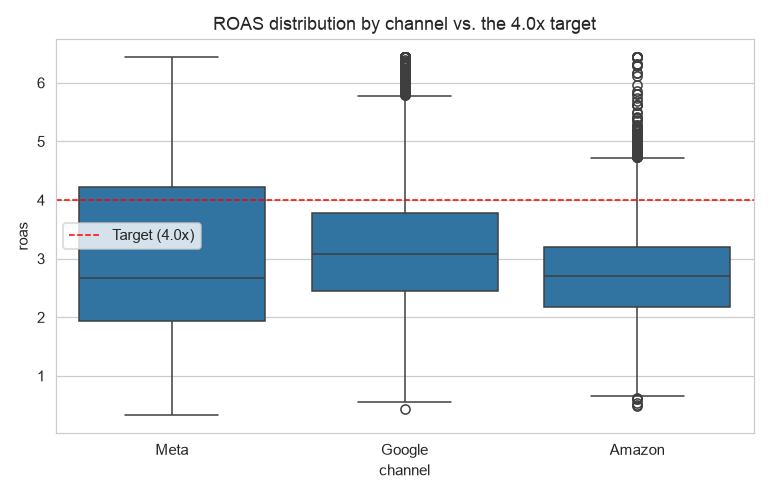 ROAS distribution by channel vs. the 4.0x target
6
5
4
3
2
1
roas
Target (4.0x)
Meta
Google
Amazon
channel